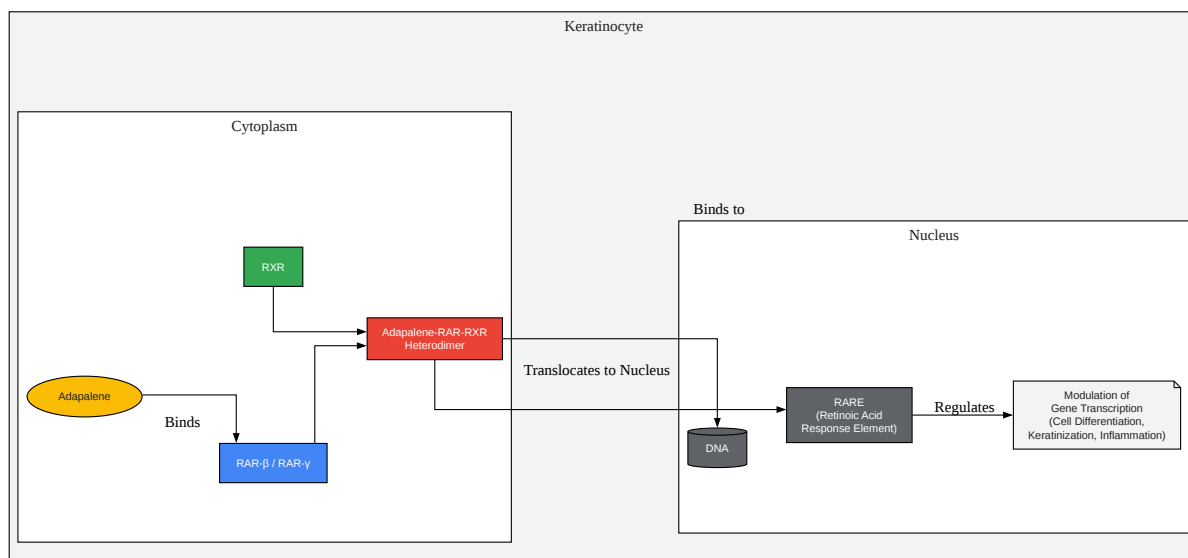 Keratinocyte
Cytoplasm
Binds to
Nucleus
RXR
Adapalene-RAR-RXR
Heterodimer
Translocates to Nucleus
Adapalene
Binds
RAR-β / RAR-γ
DNA
RARE
(Retinoic Acid
Response Element)
Regulates
Modulation of
Gene Transcription
(Cell Differentiation,
Keratinization, Inflammation)